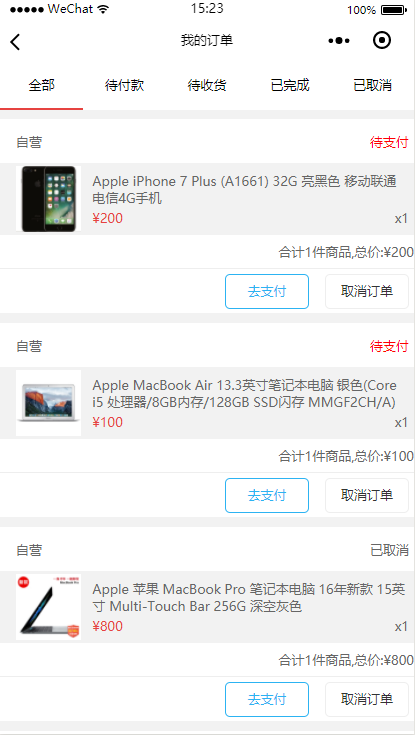 WeChat 15:23 100%
我的订单
全部 待付款 待收货 已完成 已取消
自营 待支付
Apple iPhone 7 Plus (A1661) 32G 亮黑色 移动联通
电信4G手机
¥200 x1
合计1件商品,总价:¥200
去支付 取消订单
自营 待支付
Apple MacBook Air 13.3英寸笔记本电脑 银色(Core
i5 处理器/8GB内存/128GB SSD闪存 MMGF2CH/A)
¥100 x1
合计1件商品,总价:¥100
去支付 取消订单
自营 已取消
Apple 苹果 MacBook Pro 笔记本电脑 16年新款 15英
寸 Multi-Touch Bar 256G 深空灰色
¥800 x1
合计1件商品,总价:¥800
去支付 取消订单